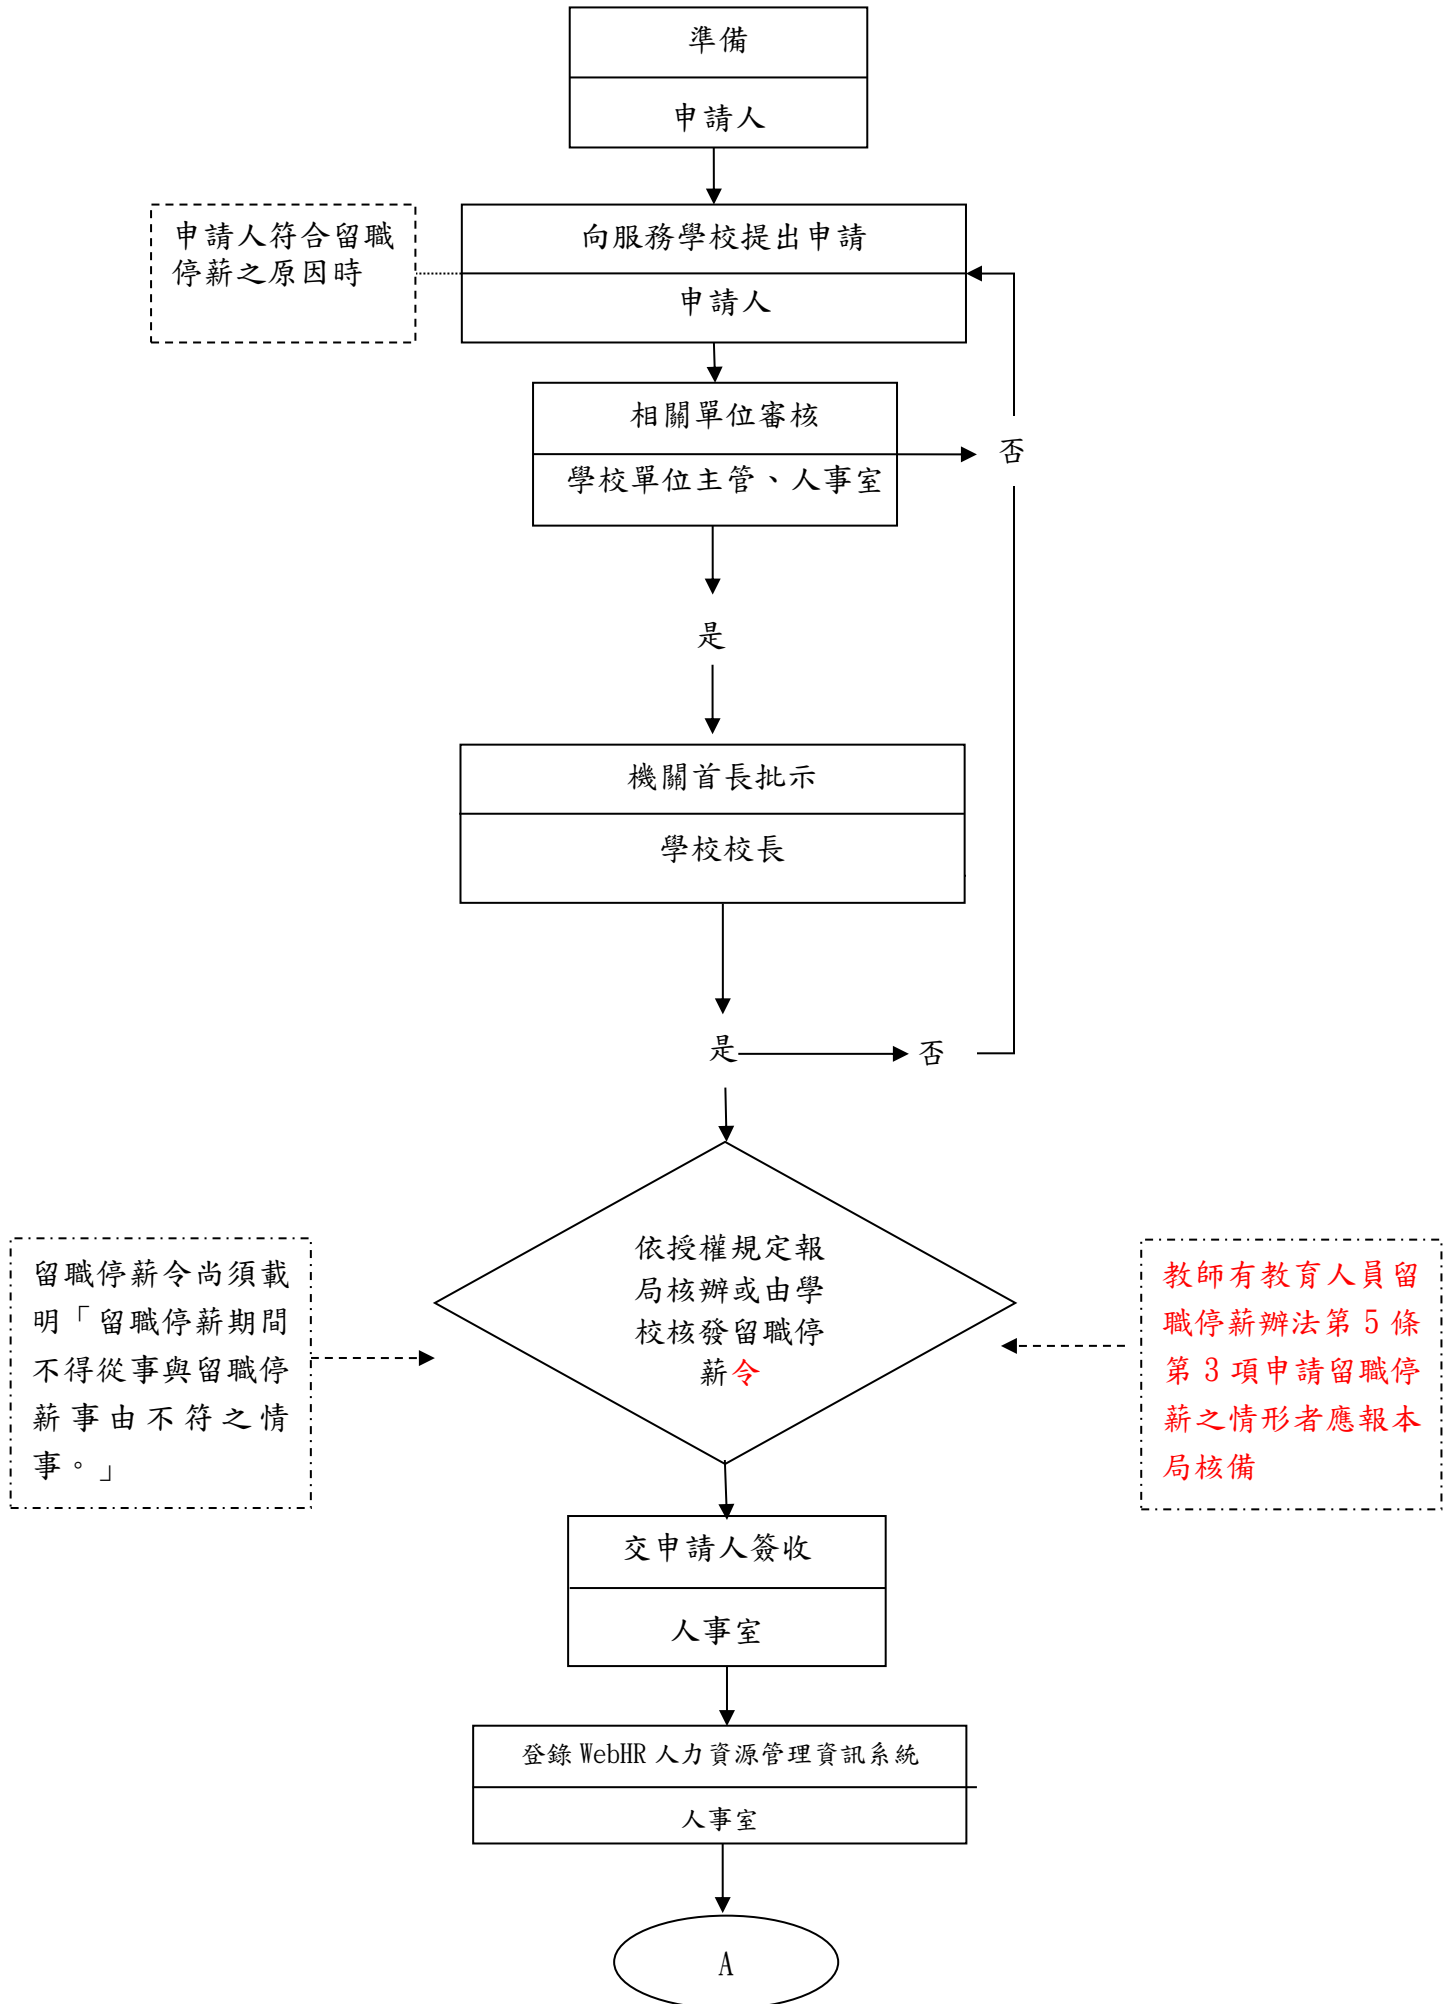 準備
申請人
申請人符合留職
停薪之原因時
向服務學校提出申請
申請人
相關單位審核
學校單位主管、人事室
否
是
機關首長批示
學校校長
是
否
依授權規定報
局核辦或由學
校核發留職停
薪令
留職停薪令尚須載
明「留職停薪期間
不得從事與留職停
薪事由不符之情
事。」
教師有教育人員留
職停薪辦法第 5 條
第 3 項申請留職停
薪之情形者應報本
局核備
交申請人簽收
人事室
登錄 WebHR 人力資源管理資訊系統
人事室
A